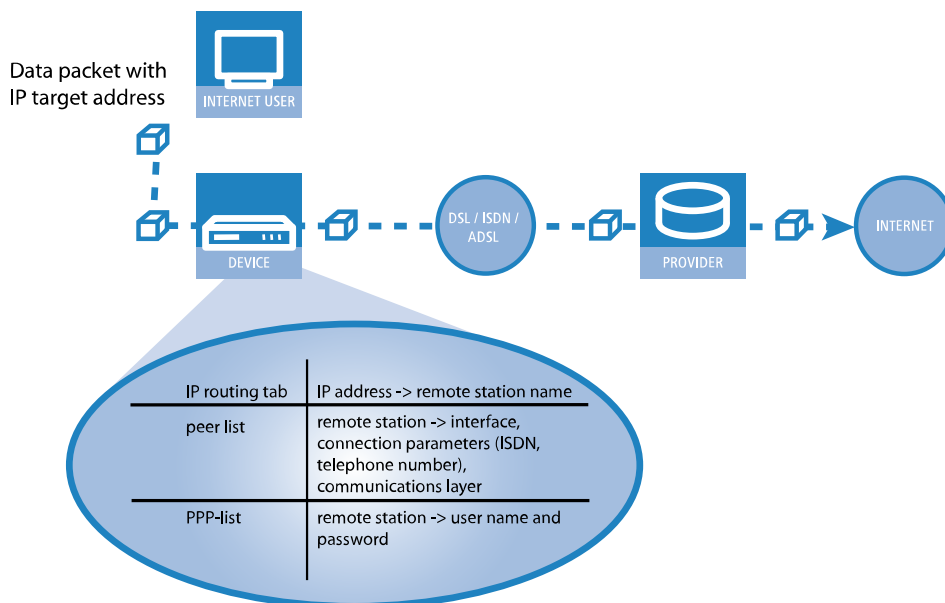 Data packet with
IP target address
INTERNET USER
DEVICE
DSL / ISDN /
ADSL
PROVIDER
INTERNET
IP routing tab
IP address -> remote station name
peer list
remote station -> interface,
connection parameters (ISDN,
telephone number),
communications layer
PPP-list
remote station -> user name and
password